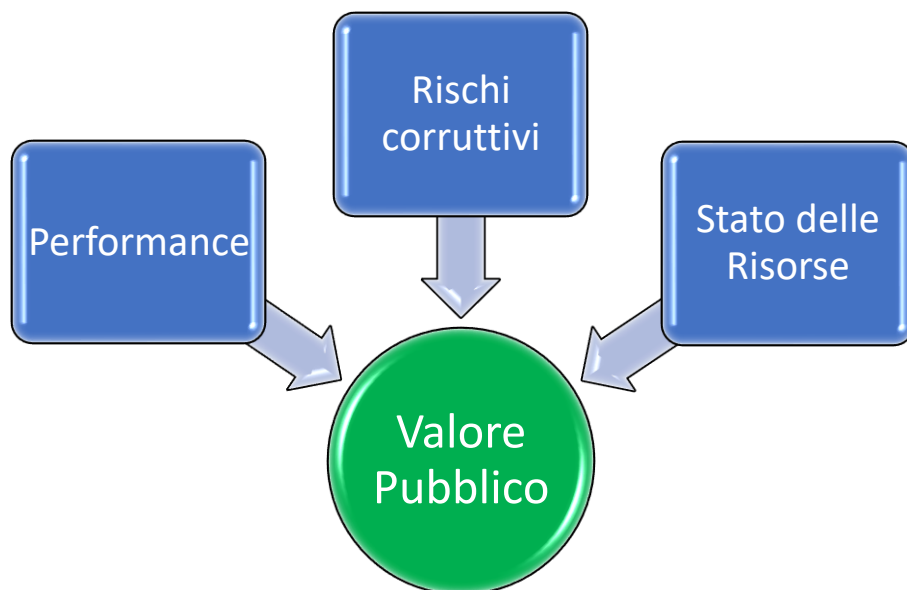 Rischi
corruttivi
Performance
Stato delle
Risorse
Valore
Pubblico